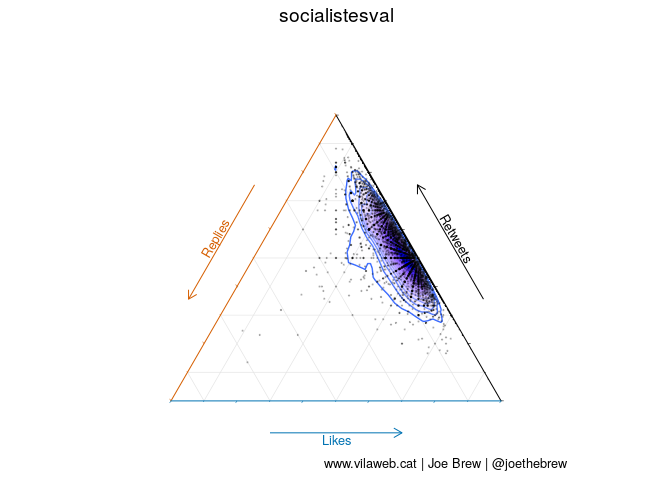 socialistesval
Replies
Retweets
Likes
www.vilaweb.cat | Joe Brew | @joethebrew